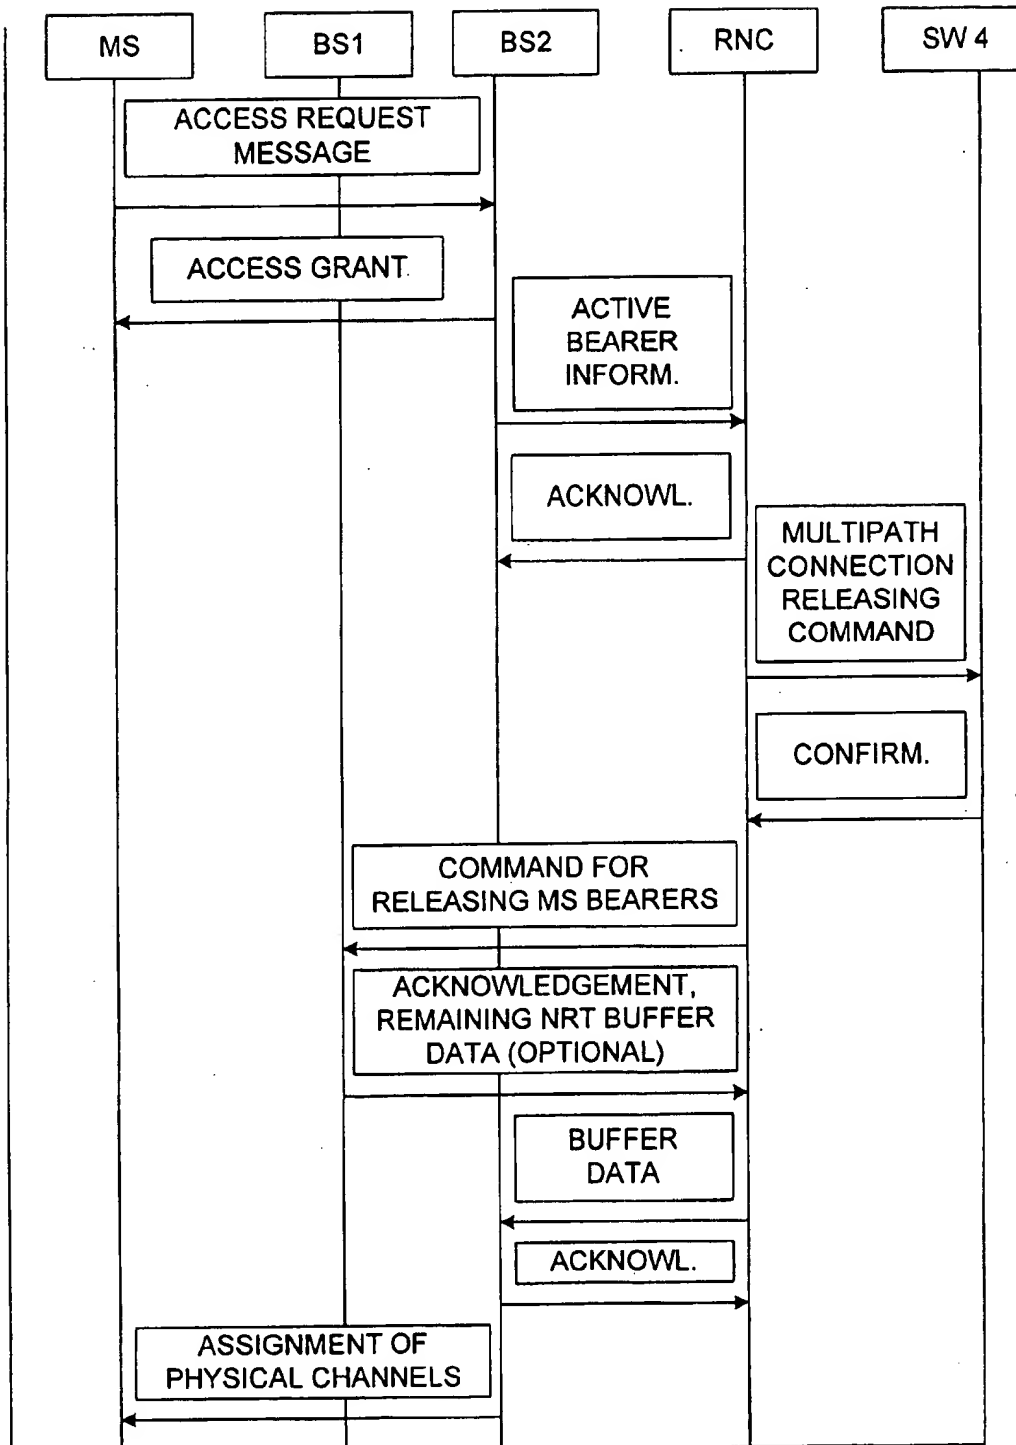 MS
BS1
BS2
RNC
SW 4
ACCESS REQUEST
MESSAGE
ACCESS GRANT
ACTIVE
BEARER
INFORM.
ACKNOWL.
MULTIPATH
CONNECTION
RELEASING
COMMAND
CONFIRM.
COMMAND FOR
RELEASING MS BEARERS
ACKNOWLEDGEMENT,
REMAINING NRT BUFFER
DATA (OPTIONAL)
BUFFER
DATA
ACKNOWL.
ASSIGNMENT OF
PHYSICAL CHANNELS